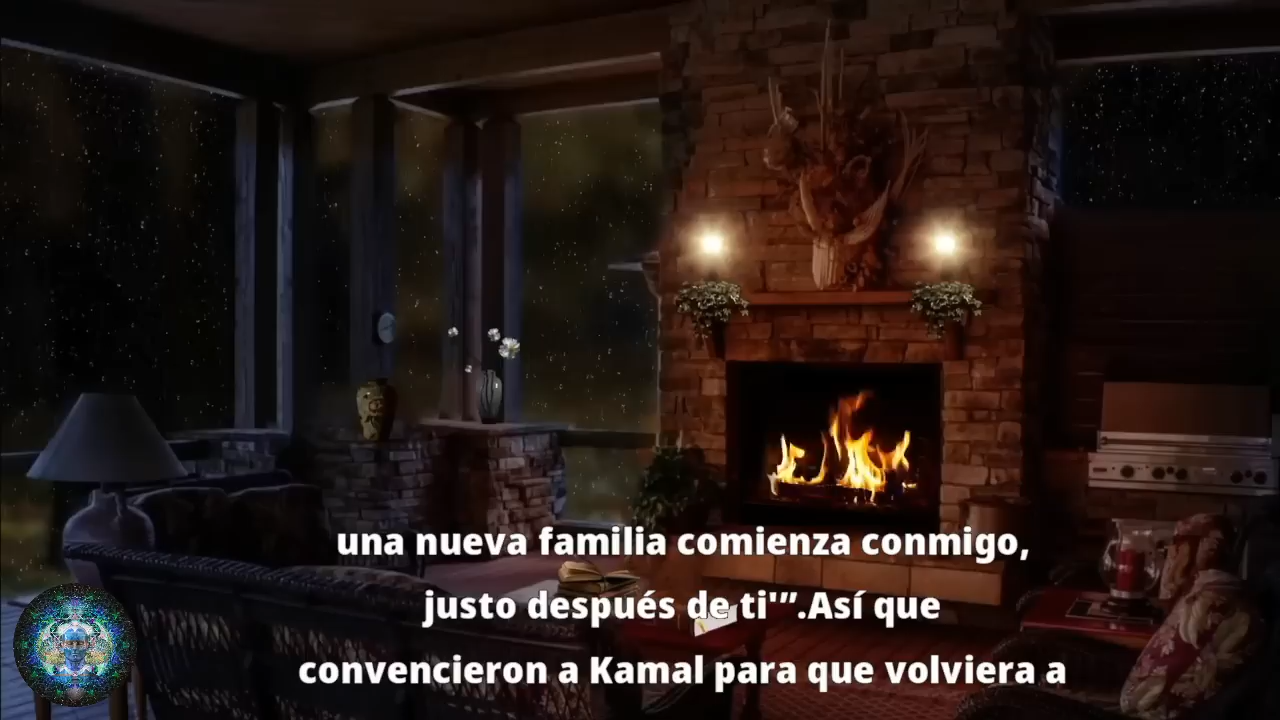 una nueva familia comienza conmigo,
justo después de ti'”.Así que
convencieron a Kamal para que volviera a